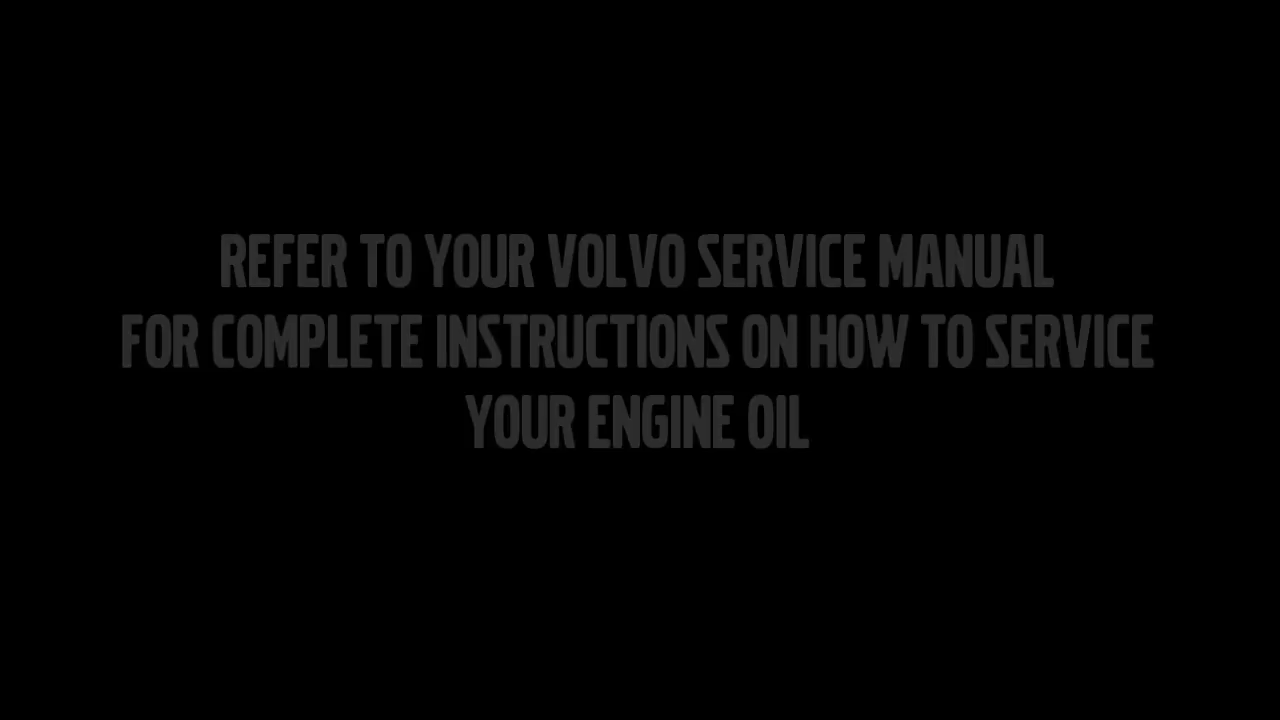 REFER TO YOUR VOLVO SERVICE MANUAL
FOR COMPLETE INSTRUCTIONS ON HOW TO SERVICE
YOUR ENGINE OIL